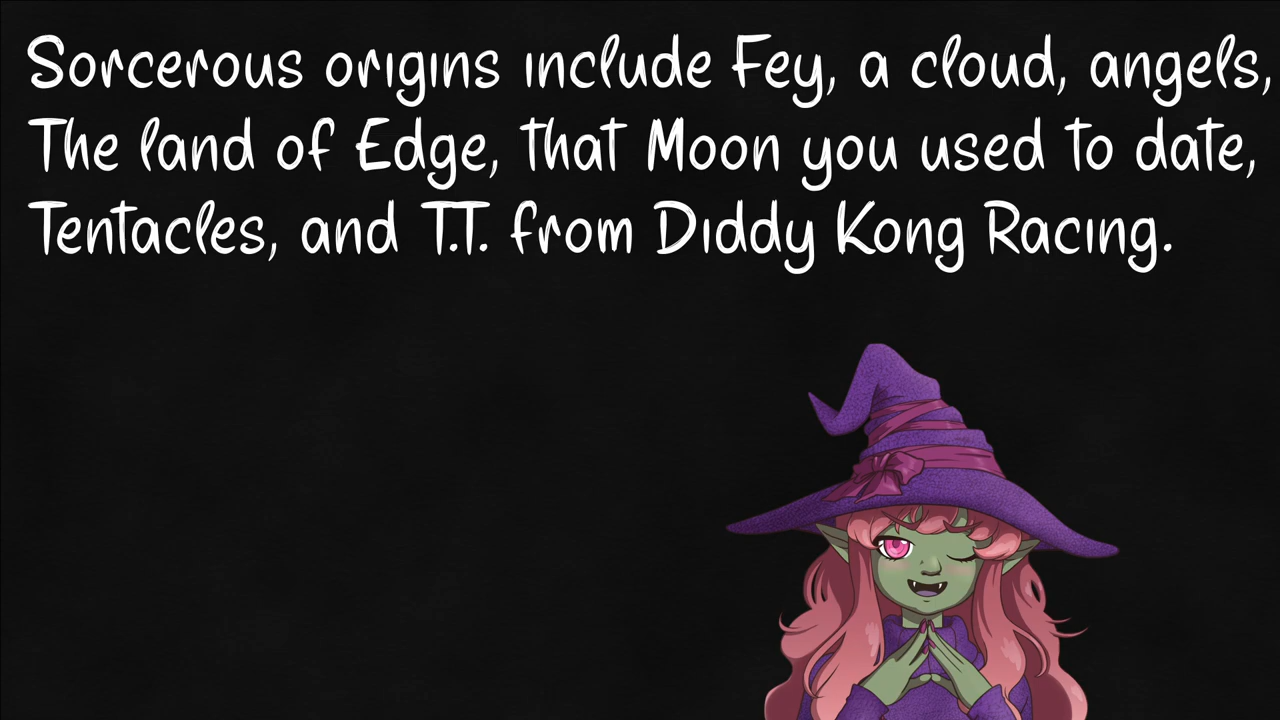 Sorcerous origins include Fey, a cloud, angels,
The land of Edge, that Moon you used to date,
Tentacles, and T.T. from Diddy Kong Racing.